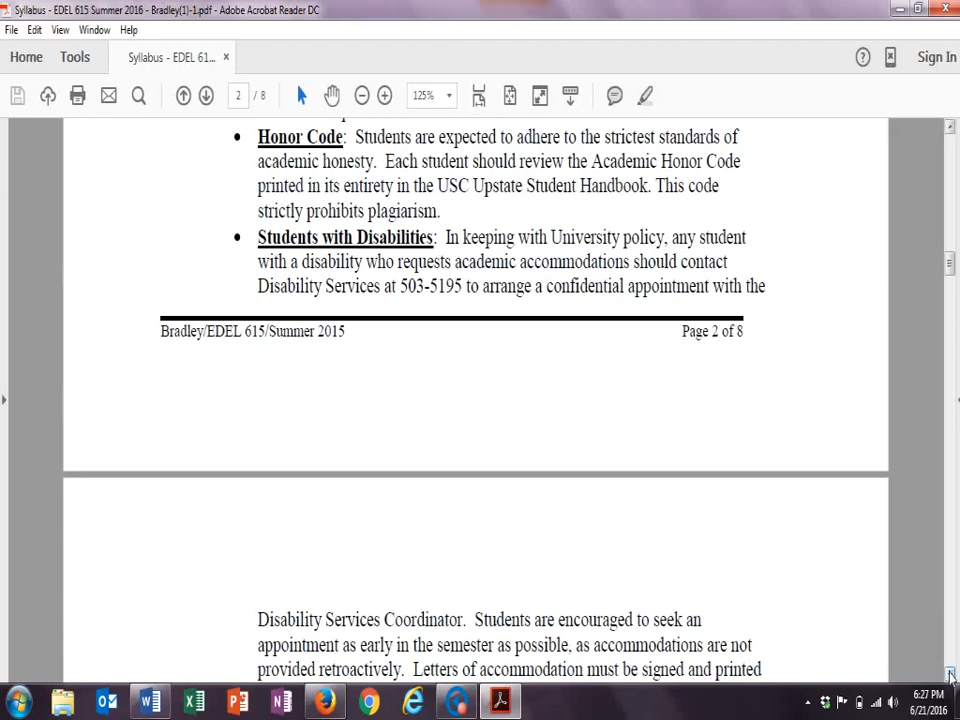 Syllabus - EDEL 615 Summer 2016 - Bradley(1)-1.pdf - Adobe Acrobat Reader DC
File Edit View Window Help
Home Tools Syllabus - EDEL 61... × Sign In
2 / 8 125%
• Honor Code: Students are expected to adhere to the strictest standards of
academic honesty. Each student should review the Academic Honor Code
printed in its entirety in the USC Upstate Student Handbook. This code
strictly prohibits plagiarism.
• Students with Disabilities: In keeping with University policy, any student
with a disability who requests academic accommodations should contact
Disability Services at 503-5195 to arrange a confidential appointment with the
Bradley/EDEL 615/Summer 2015 Page 2 of 8
Disability Services Coordinator. Students are encouraged to seek an
appointment as early in the semester as possible, as accommodations are not
provided retroactively. Letters of accommodation must be signed and printed
6:27 PM
6/21/2016